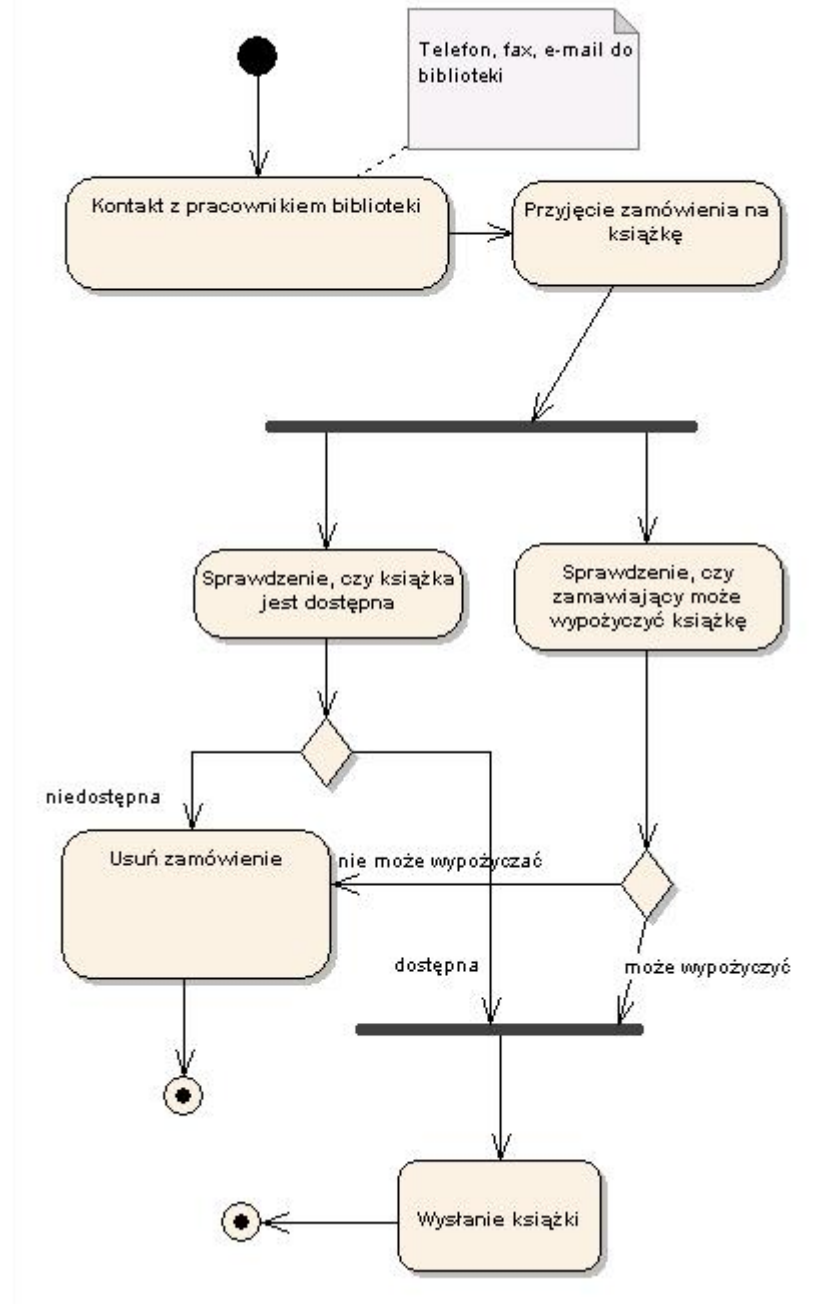 Telefon, fax, e-mail do
biblioteki
Kontakt z pracownikiem biblioteki
Przyjęcie zamówienia na
książkę
Sprawdzenie, czy książka
jest dostępna
Sprawdzenie, czy
zamawiający może
wypożyczyć książkę
niedostępna
Usuń zamówienie
nie może wypożyczać
dostępna
może wypożyczyć
Wysłanie książki